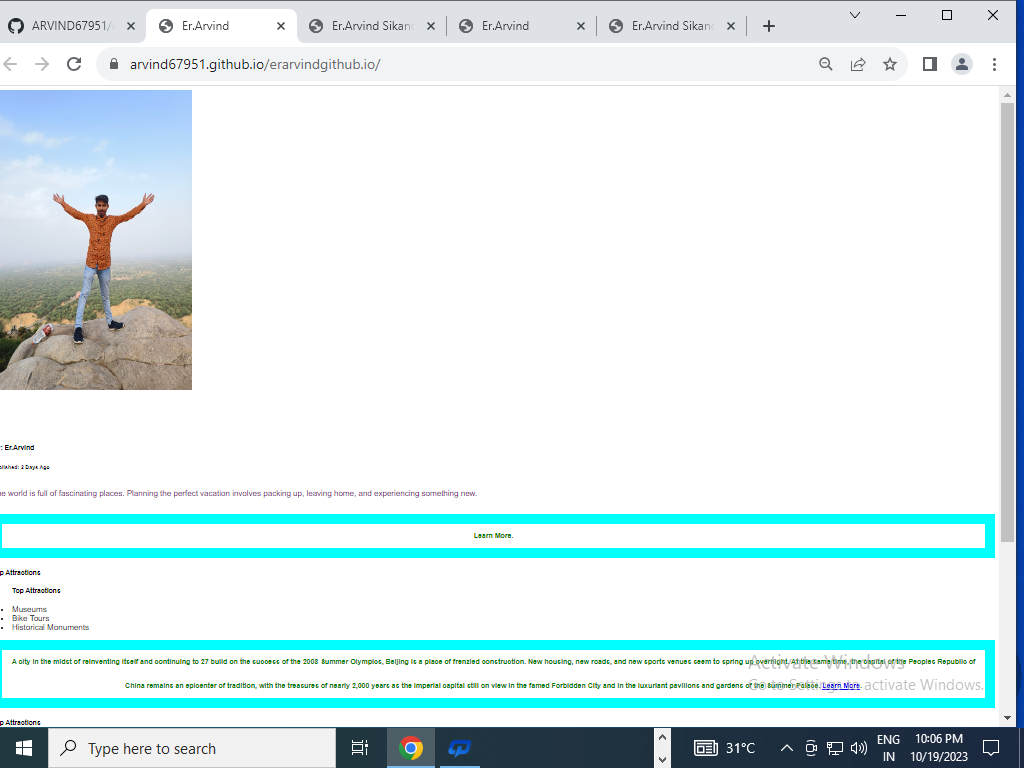 ARVIND67951/
Er.Arvind
Er.Arvind Sikand
Er.Arvind
Er.Arvind Sikand
arvind67951.github.io/erarvindgithub.io/
: Er.Arvind
lished: 2 Days Ago
e world is full of fascinating places. Planning the perfect vacation involves packing up, leaving home, and experiencing something new.
Learn More.
p Attractions
Top Attractions
Museums
Bike Tours
Historical Monuments
A city in the midst of reinventing itself and continuing to 27 build on the success of the 2008 Summer Olympics, Beijing is a place of frenzied construction. New housing, new roads, and new sports venues seem to spring up overnight. At the same time, the capital of the Peoples Republic of
China remains an epicenter of tradition, with the treasures of nearly 2,000 years as the imperial capital still on view in the famed Forbidden City and in the luxuriant pavilions and gardens of the Summer Palace. Learn More.
Activate Windows
Go to Settings to activate Windows.
p Attractions
Type here to search
31°C
ENG
IN
10:06 PM
10/19/2023